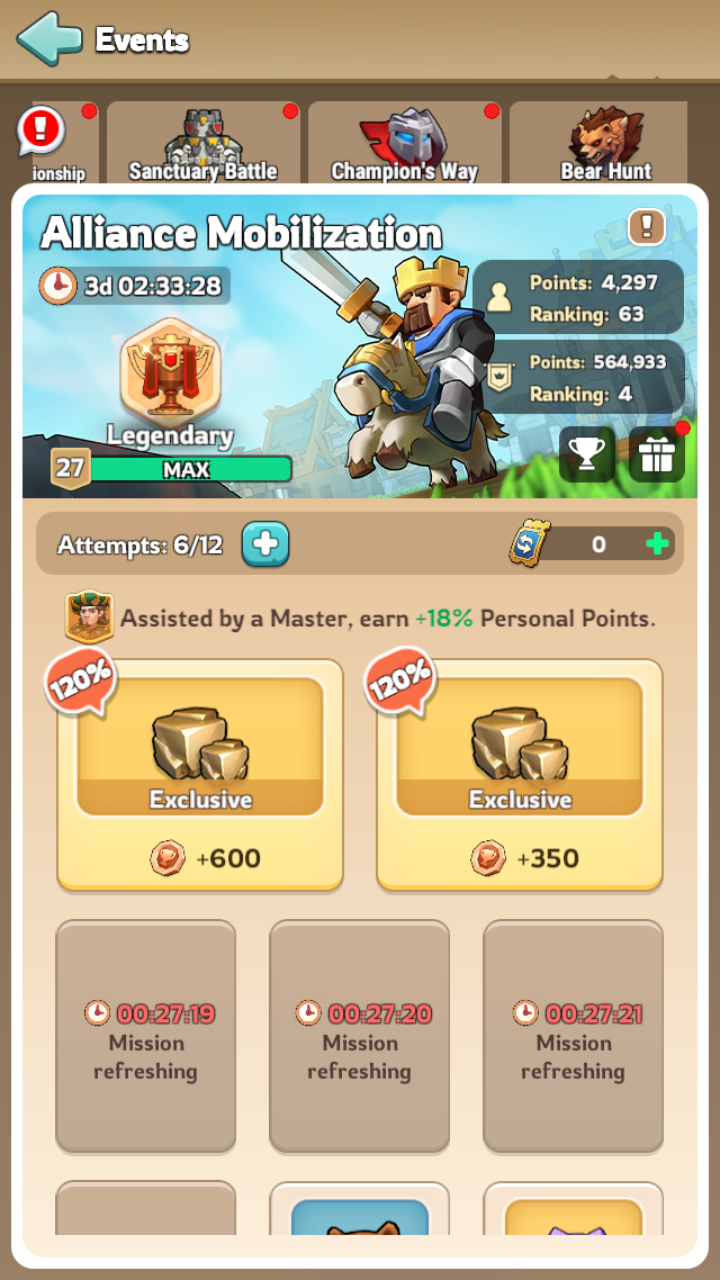 Events
ionship
Sanctuary Battle
Champion's Way
Bear Hunt
Alliance Mobilization
3d 02:33:28
Points: 4,297
Ranking: 63
Points: 564,933
Ranking: 4
Legendary
27
MAX
Attempts: 6/12
0
Assisted by a Master, earn +18% Personal Points.
120%
120%
Exclusive
Exclusive
+600
+350
00:27:19
00:27:20
00:27:21
Mission
refreshing
Mission
refreshing
Mission
refreshing